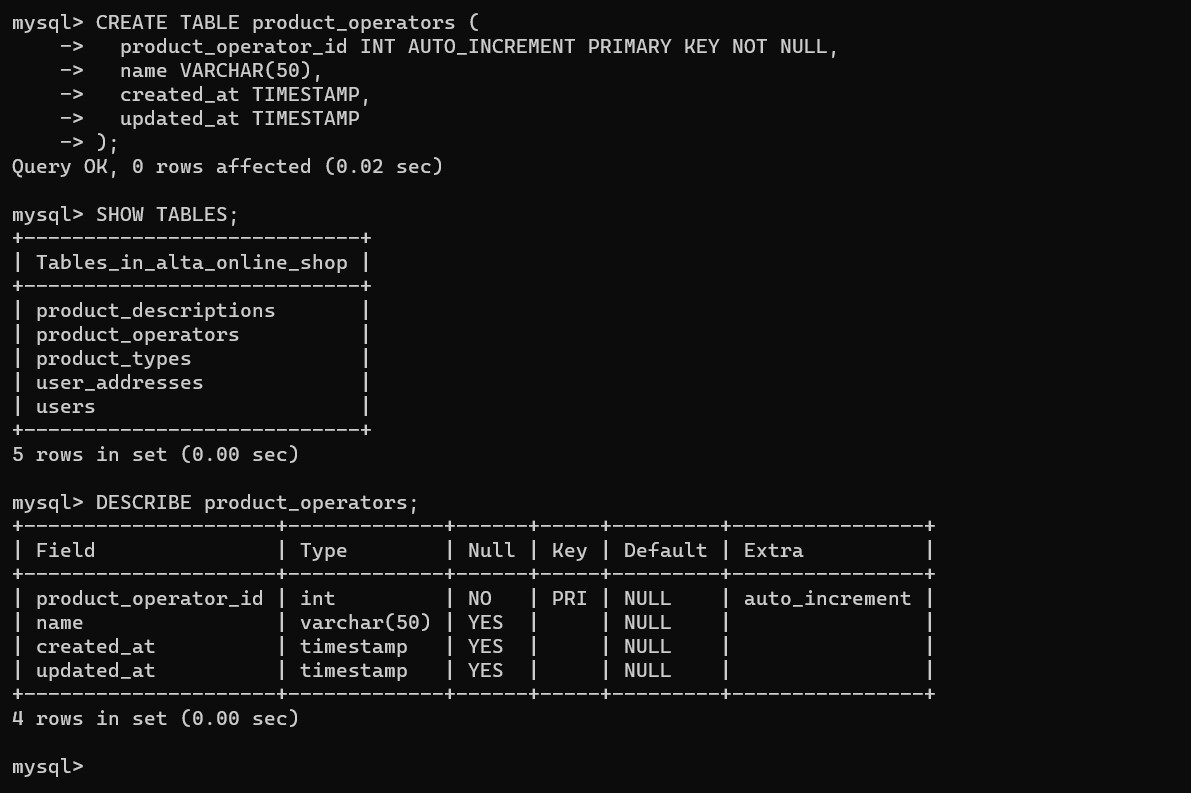 mysql> CREATE TABLE product_operators (
    ->   product_operator_id INT AUTO_INCREMENT PRIMARY KEY NOT NULL,
    ->   name VARCHAR(50),
    ->   created_at TIMESTAMP,
    ->   updated_at TIMESTAMP
    -> );
Query OK, 0 rows affected (0.02 sec)

mysql> SHOW TABLES;
+----------------------------+
| Tables_in_alta_online_shop |
+----------------------------+
| product_descriptions       |
| product_operators          |
| product_types              |
| user_addresses             |
| users                      |
+----------------------------+
5 rows in set (0.00 sec)

mysql> DESCRIBE product_operators;
+---------------------+-------------+------+-----+---------+----------------+
| Field               | Type        | Null | Key | Default | Extra          |
+---------------------+-------------+------+-----+---------+----------------+
| product_operator_id | int         | NO   | PRI | NULL    | auto_increment |
| name                | varchar(50) | YES  |     | NULL    |                |
| created_at          | timestamp   | YES  |     | NULL    |                |
| updated_at          | timestamp   | YES  |     | NULL    |                |
+---------------------+-------------+------+-----+---------+----------------+
4 rows in set (0.00 sec)

mysql>